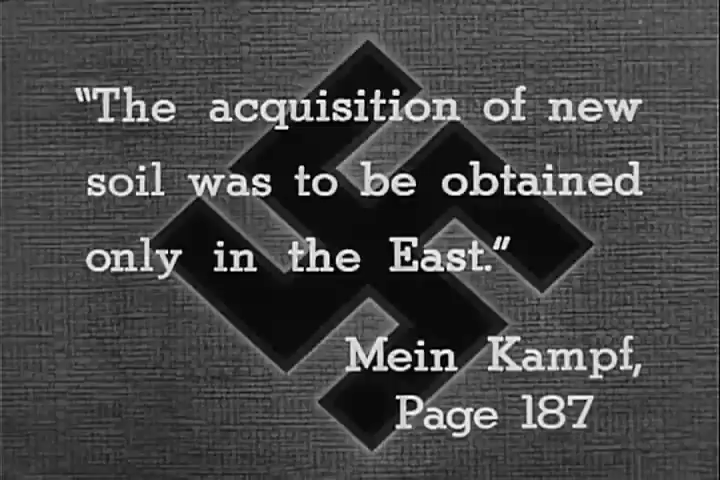 "The acquisition of new
soil was to be obtained
only in the East."
Mein Kampf,
Page 187